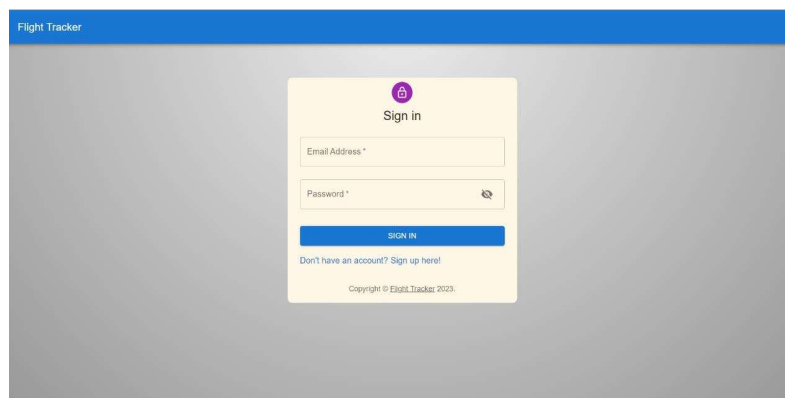 Flight Tracker
Sign in
Email Address *
Password *
SIGN IN
Don't have an account? Sign up here!
Copyright © Flight Tracker 2023.